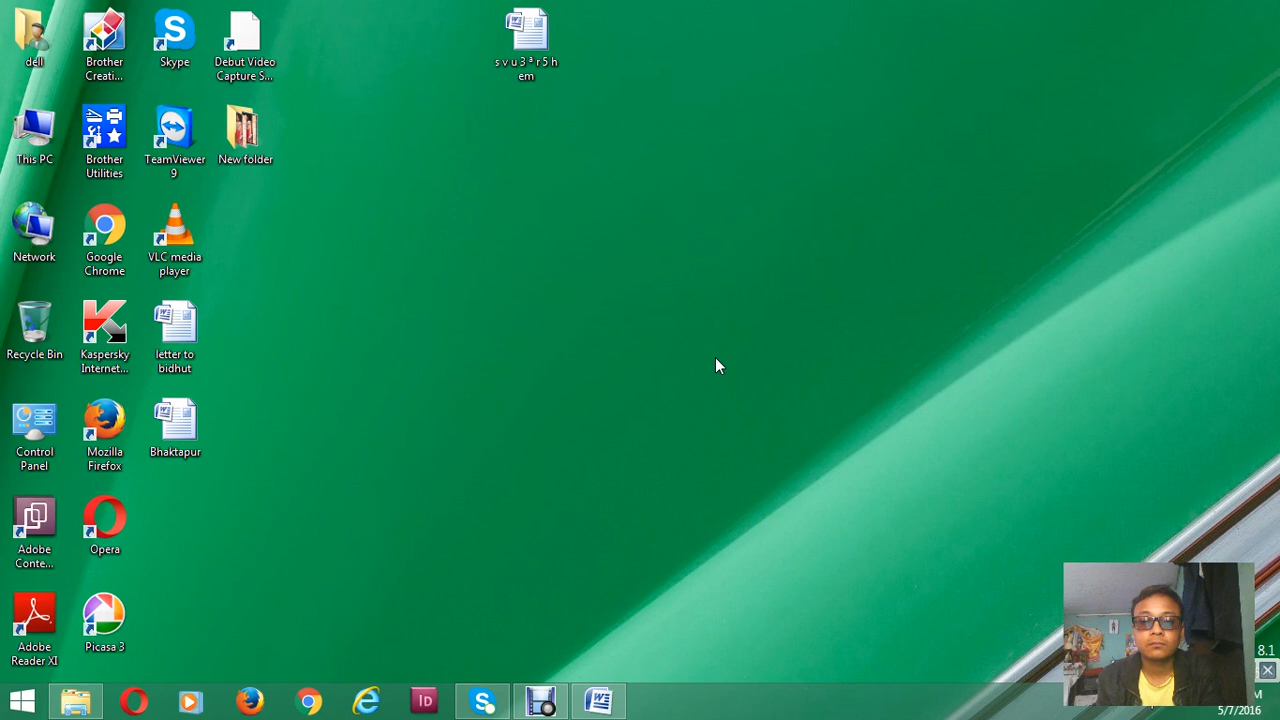 dell
Brother
Creati...
Skype
Debut Video
Capture S...
s v u 3 ª r 5 h
em
This PC
Brother
Utilities
TeamViewer
9
New folder
Network
Google
Chrome
VLC media
player
Recycle Bin
Kaspersky
Internet...
letter to
bidhut
Control
Panel
Mozilla
Firefox
Bhaktapur
Adobe
Conte...
Opera
Adobe
Reader XI
Picasa 3
8.1
Id
M
5/7/2016